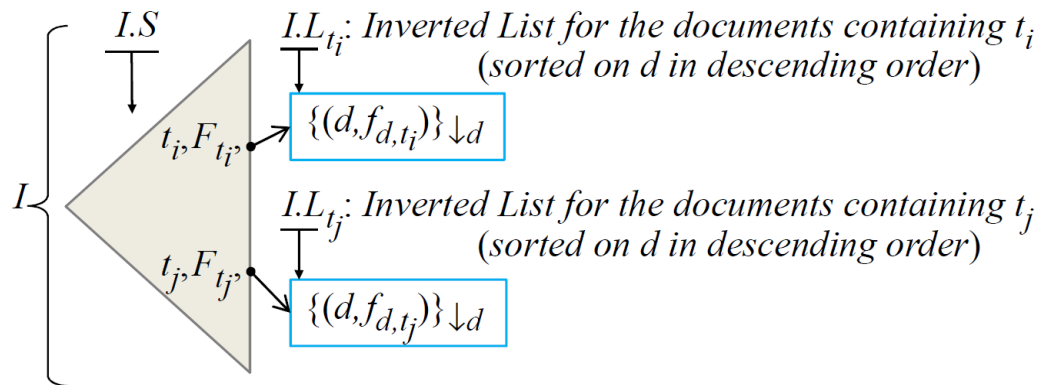 I.S
I.L_{t_i}: Inverted List for the documents containing t_i
(sorted on d in descending order)
{(d,f_{d,t_i})}↓d
t_i,F_{t_i},
I
I.L_{t_j}: Inverted List for the documents containing t_j
(sorted on d in descending order)
t_j,F_{t_j},
{(d,f_{d,t_j})}↓d